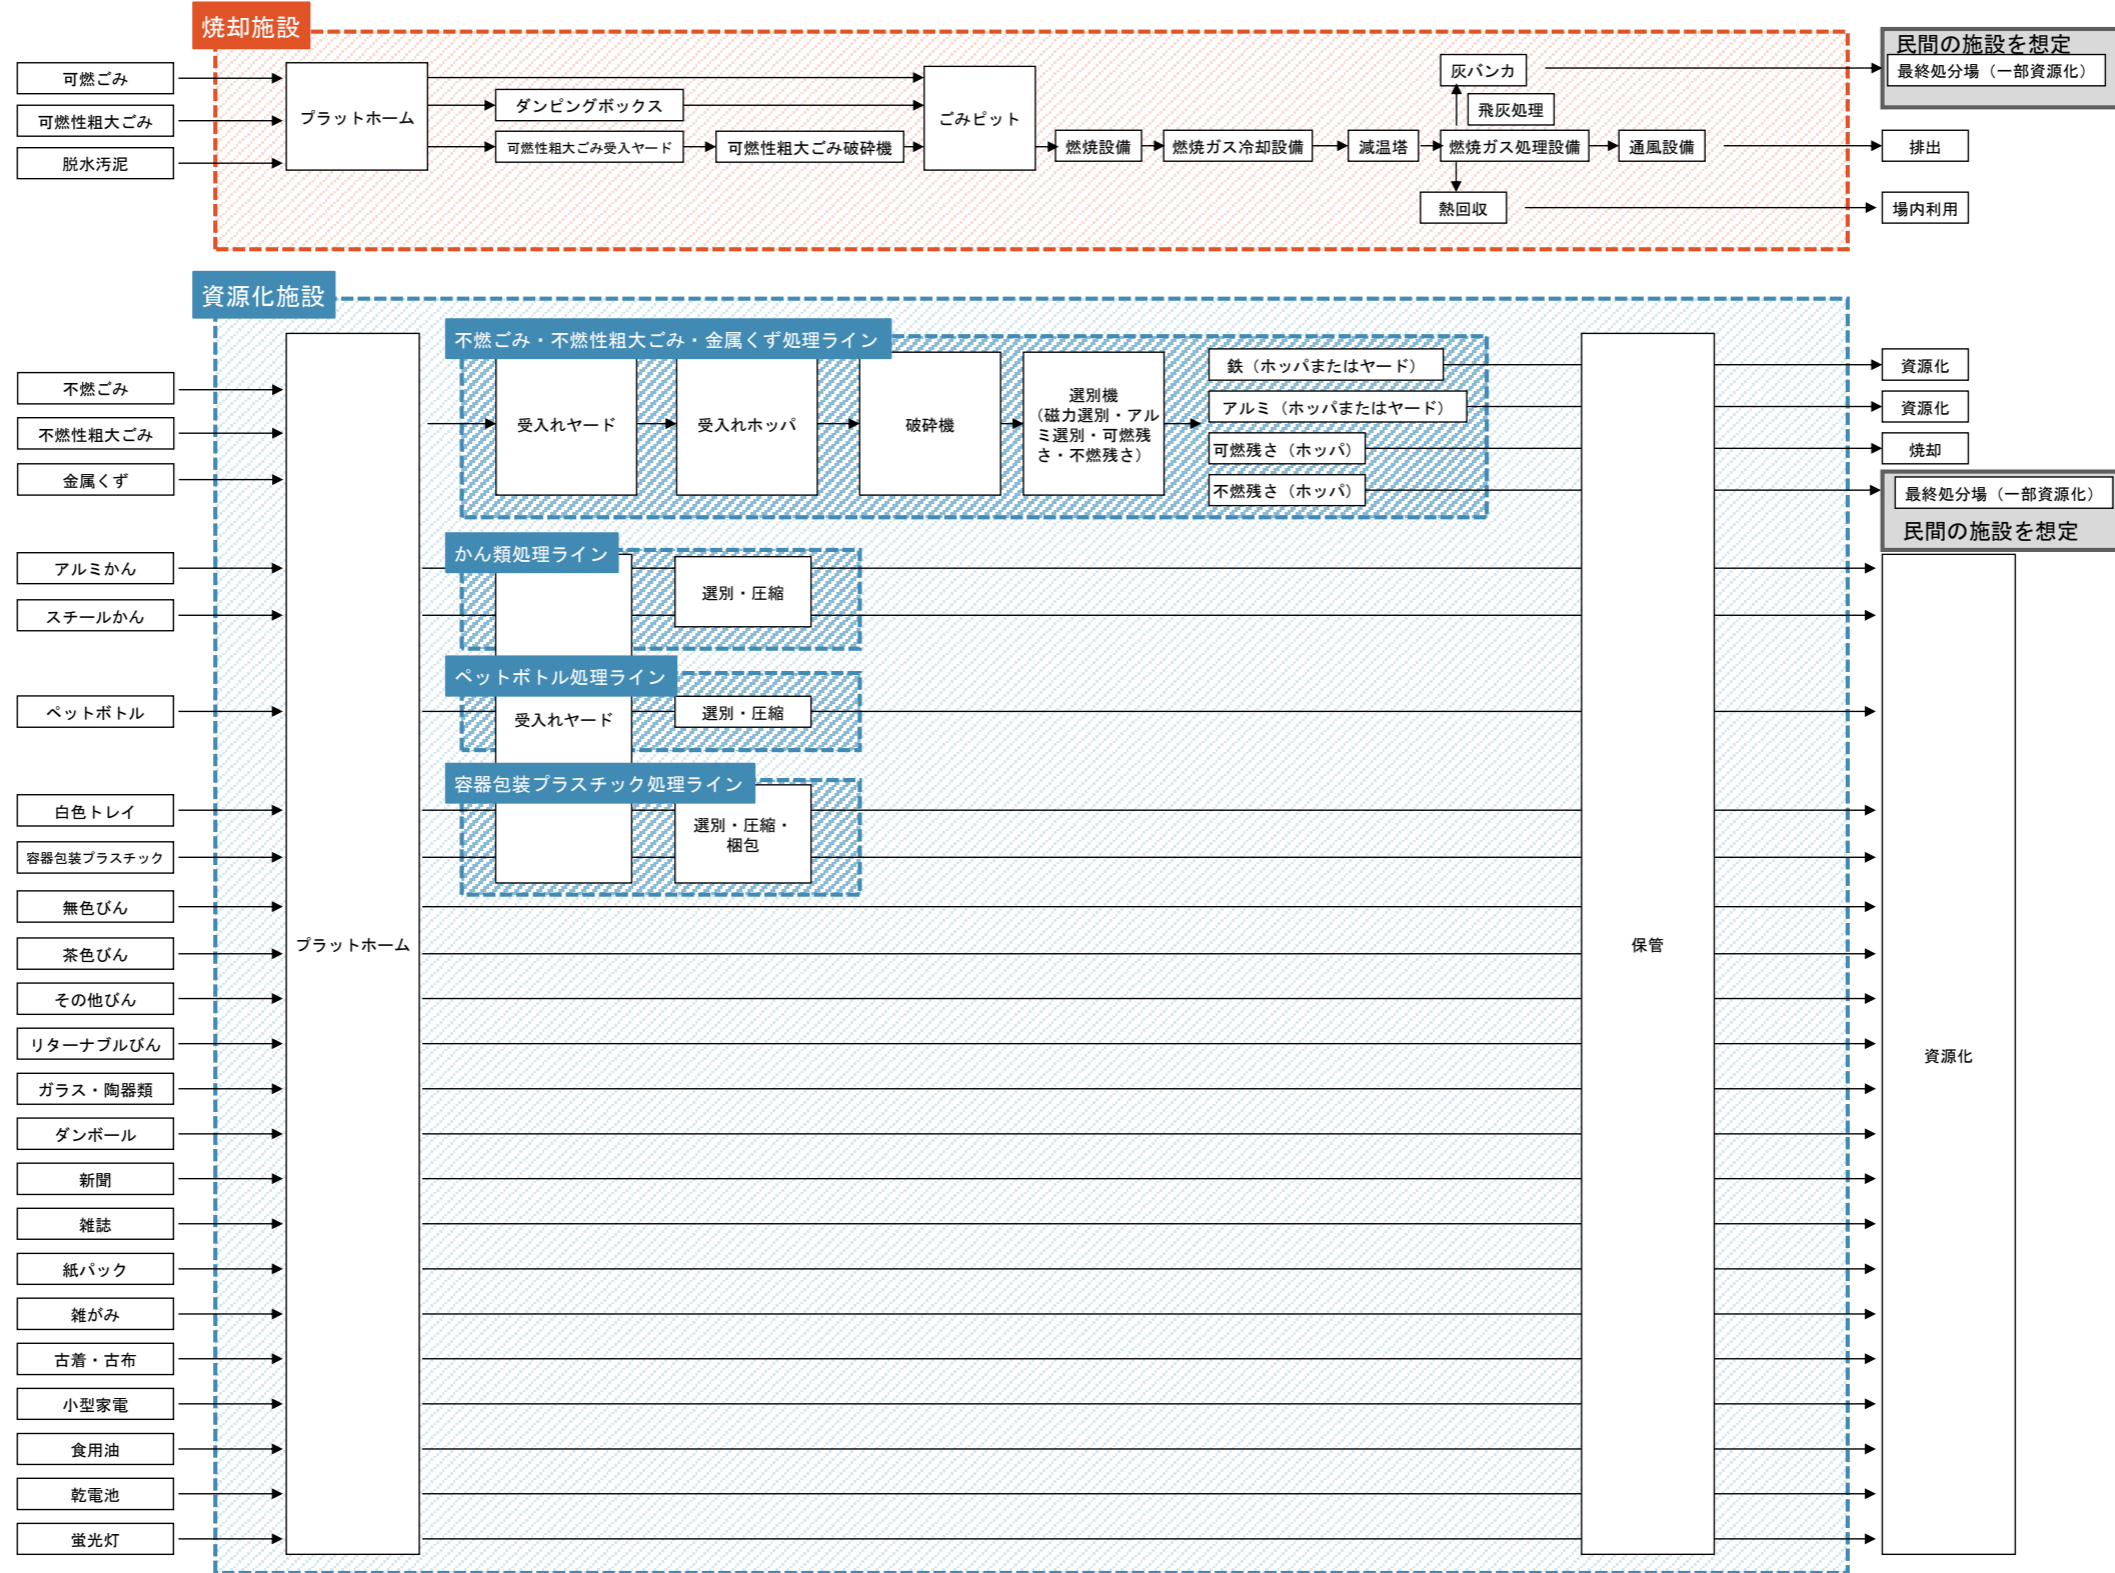 焼却施設
可燃ごみ
可燃性粗大ごみ
脱水汚泥
プラットホーム
ダンピングボックス
可燃性粗大ごみ受入ヤード
可燃性粗大ごみ破砕機
ごみピット
燃焼設備
燃焼ガス冷却設備
減温塔
灰バンカ
飛灰処理
燃焼ガス処理設備
熱回収
通風設備
民間の施設を想定
最終処分場（一部資源化）
排出
場内利用
資源化施設
不燃ごみ
不燃性粗大ごみ
金属くず
アルミかん
スチールかん
ペットボトル
白色トレイ
容器包装プラスチック
無色びん
茶色びん
その他びん
リターナブルびん
ガラス・陶器類
ダンボール
新聞
雑誌
紙パック
雑がみ
古着・古布
小型家電
食用油
乾電池
蛍光灯
プラットホーム
不燃ごみ・不燃性粗大ごみ・金属くず処理ライン
受入れヤード
受入れホッパ
破砕機
選別機
（磁力選別・アル
ミ選別・可燃残
さ・不燃残さ）
鉄（ホッパまたはヤード）
アルミ（ホッパまたはヤード）
可燃残さ（ホッパ）
不燃残さ（ホッパ）
かん類処理ライン
選別・圧縮
ペットボトル処理ライン
受入れヤード
選別・圧縮
容器包装プラスチック処理ライン
選別・圧縮・
梱包
保管
資源化
資源化
焼却
最終処分場（一部資源化）
民間の施設を想定
資源化